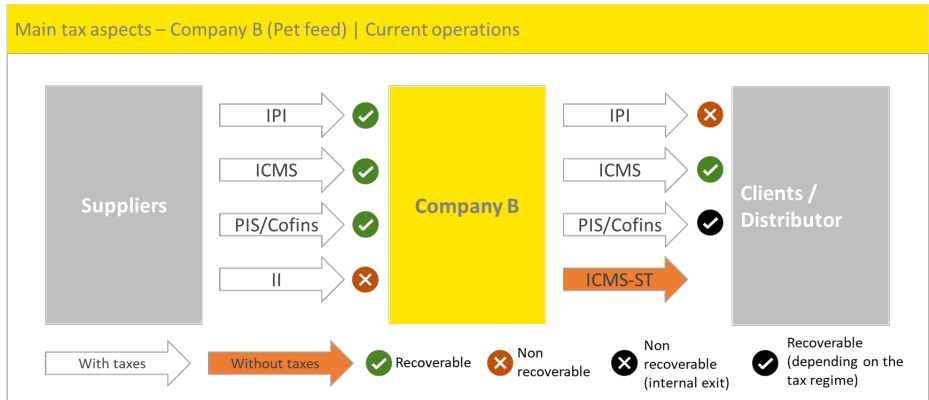 Main tax aspects – Company B (Pet feed) | Current operations
Suppliers
IPI
ICMS
PIS/Cofins
II
Company B
IPI
ICMS
PIS/Cofins
ICMS-ST
Clients /
Distributor
With taxes
Without taxes
Recoverable
Non
recoverable
Non
recoverable
(internal exit)
Recoverable
(depending on the
tax regime)